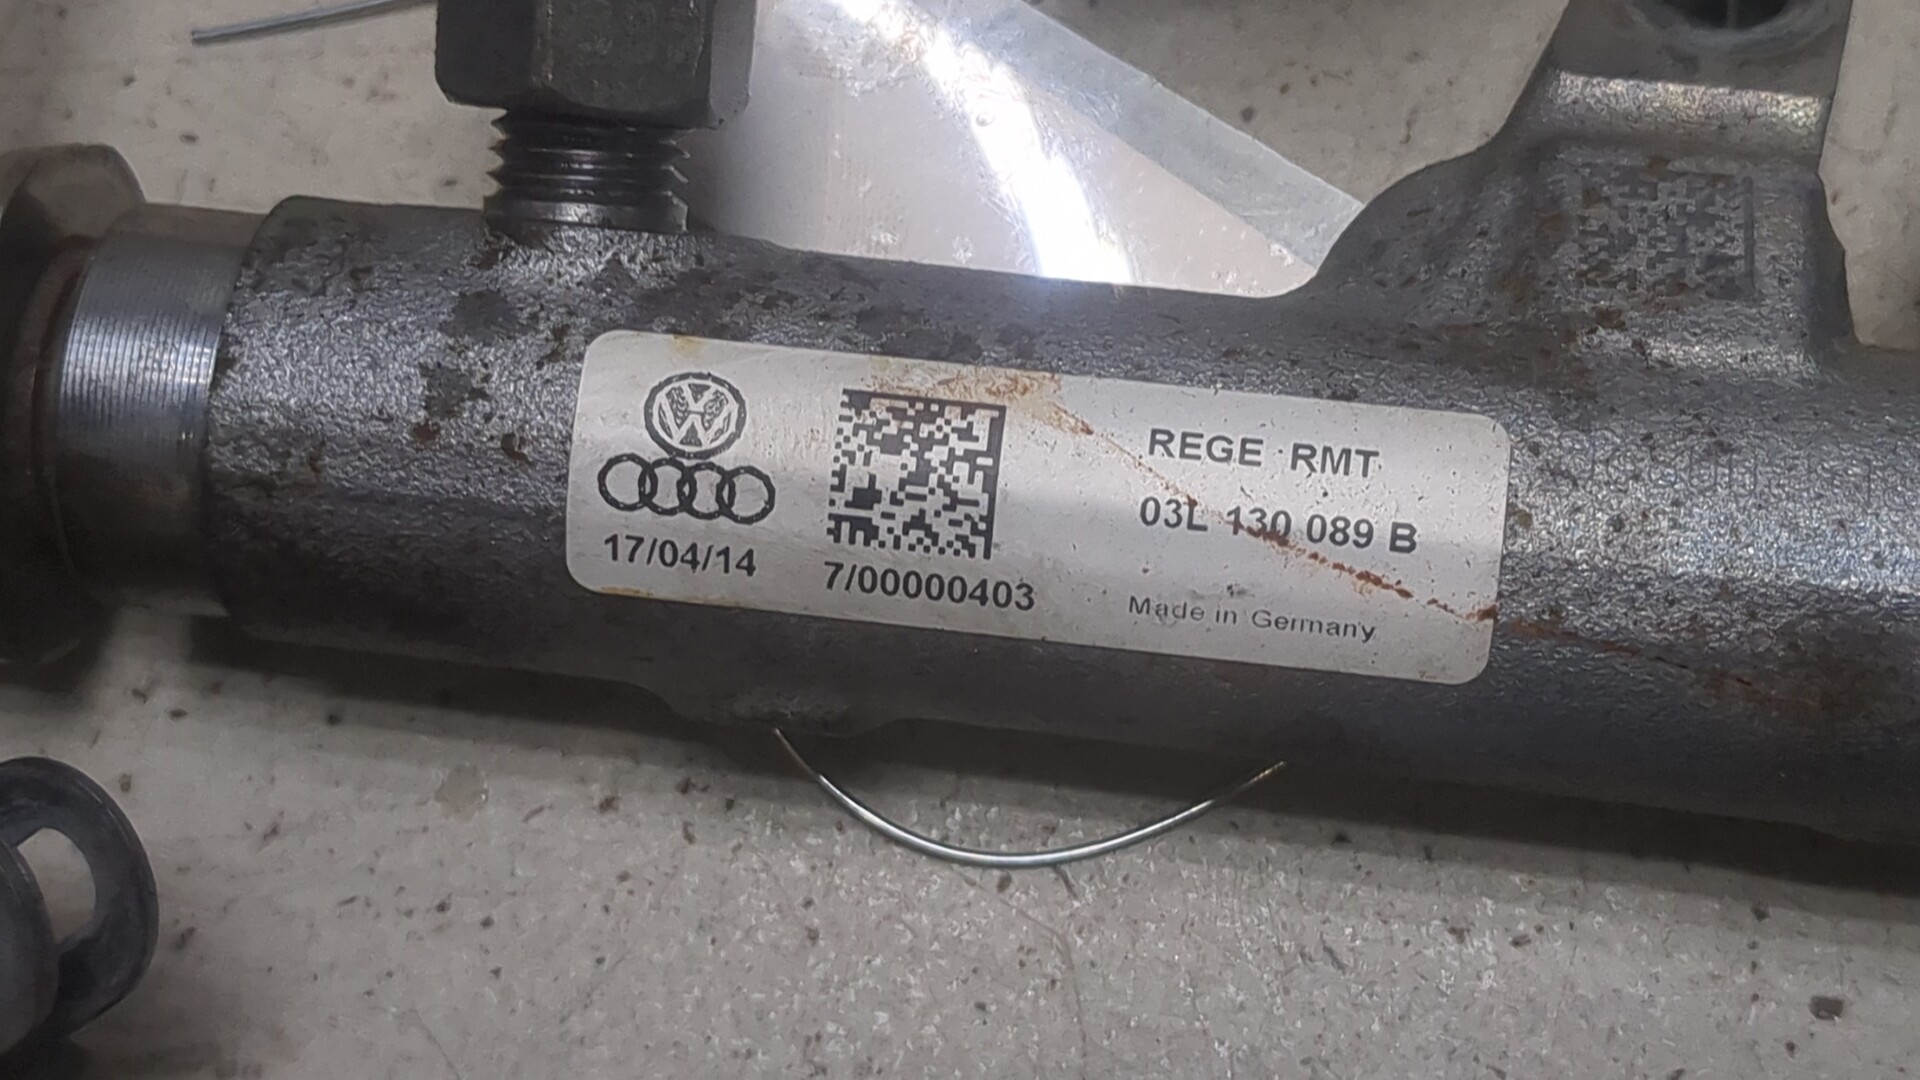 REGE RMT
03L 130 089 B
17/04/14
7/00000403
Made in Germany